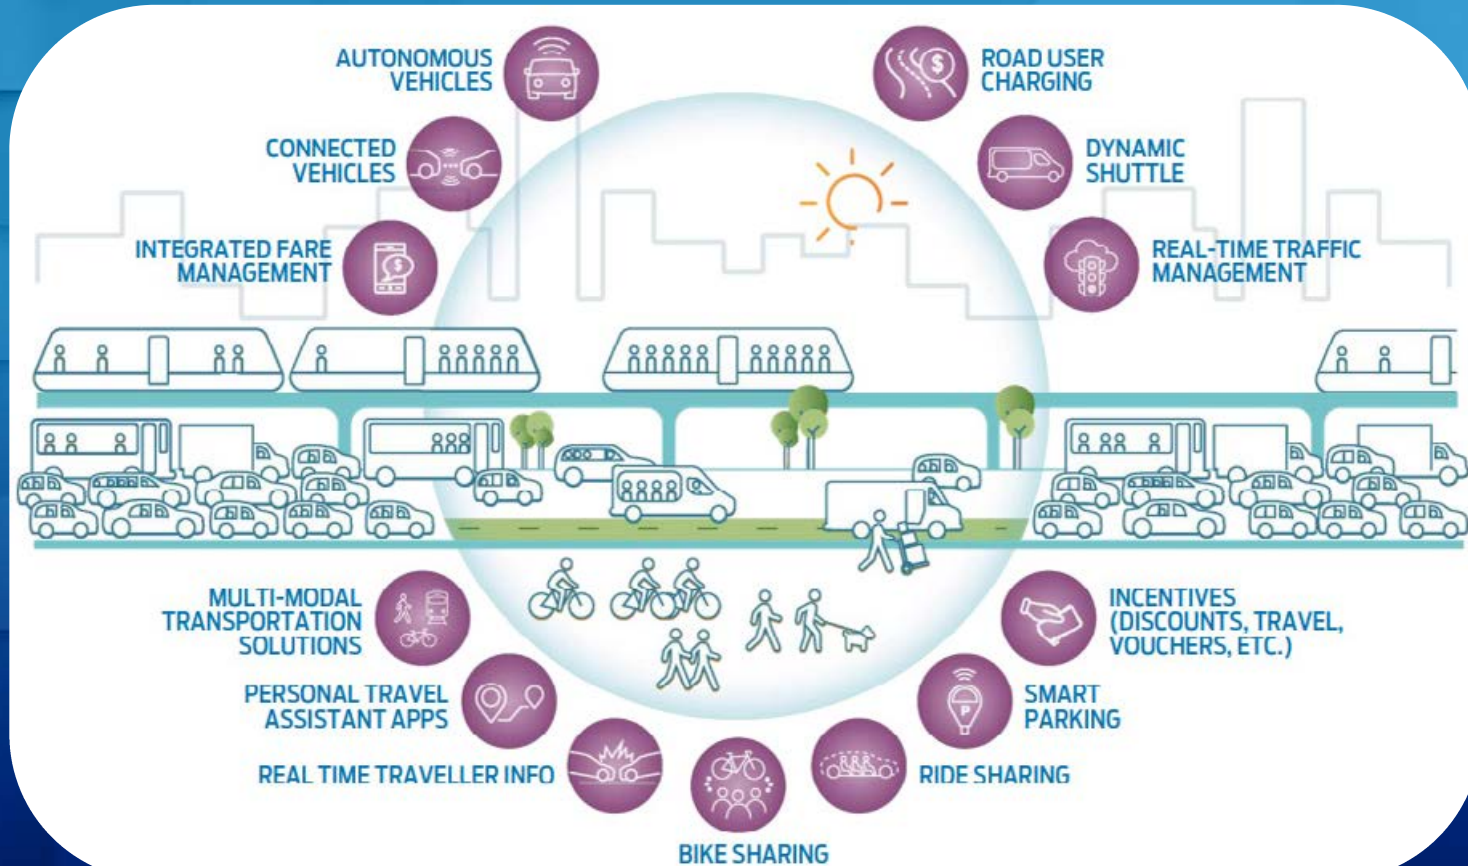 AUTONOMOUS
VEHICLES
CONNECTED
VEHICLES
INTEGRATED FARE
MANAGEMENT
ROAD USER
CHARGING
$
DYNAMIC
SHUTTLE
REAL-TIME TRAFFIC
MANAGEMENT
$
MULTI-MODAL
TRANSPORTATION
SOLUTIONS
PERSONAL TRAVEL
ASSISTANT APPS
REAL TIME TRAVELLER INFO
BIKE SHARING
RIDE SHARING
SMART
PARKING
P
INCENTIVES
(DISCOUNTS, TRAVEL,
VOUCHERS, ETC.)